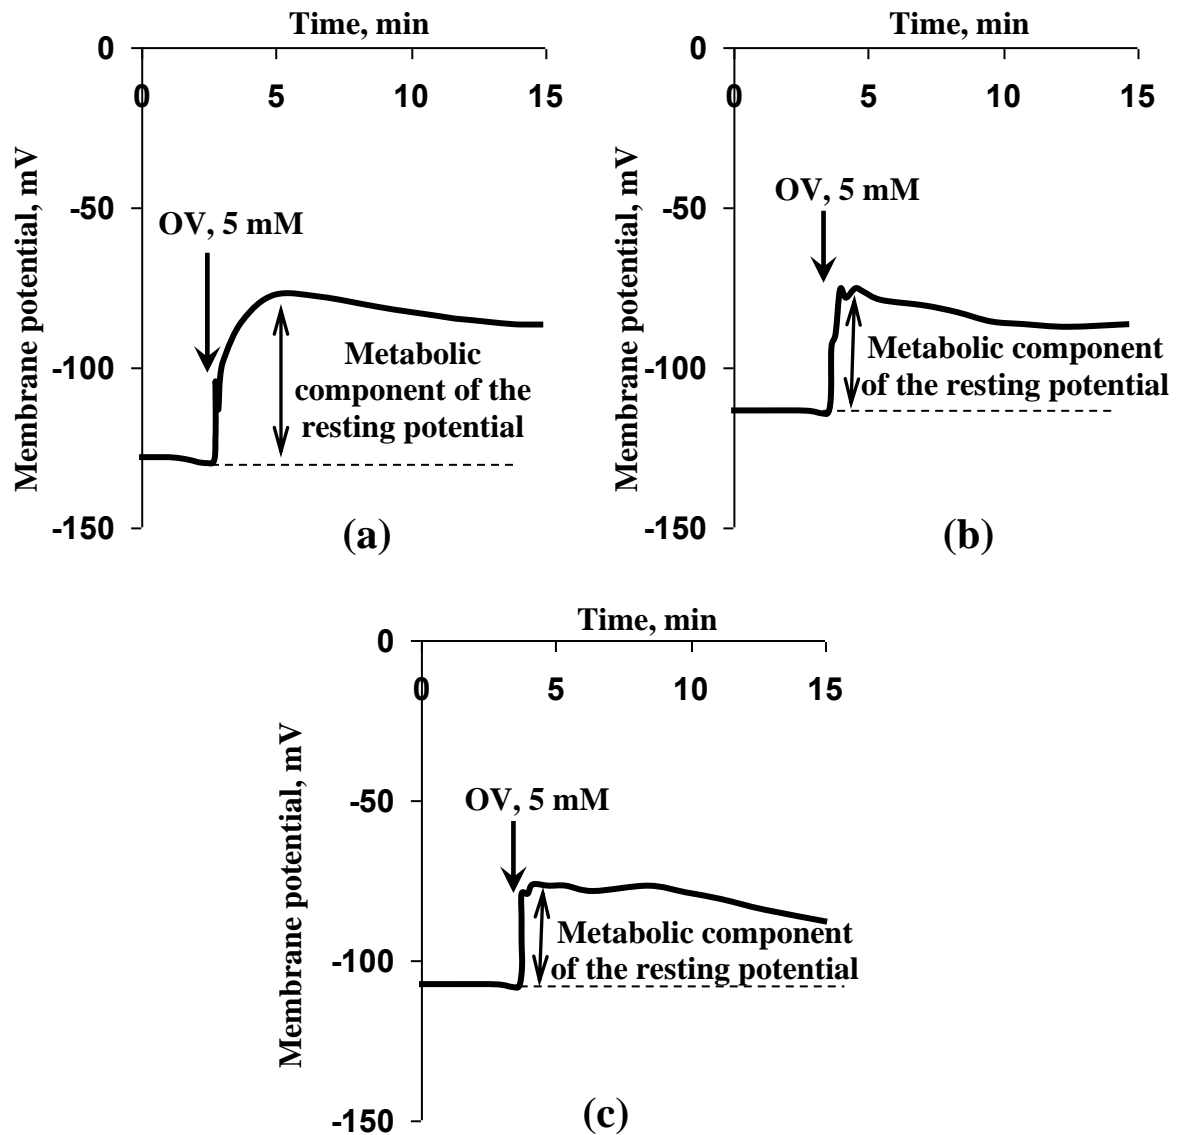 Time, min
0
0
5
10
15
Membrane potential, mV
-50
OV, 5 mM
-100
Metabolic
component of the
resting potential
-150
(a)
Time, min
0
0
5
10
15
Membrane potential, mV
-50
OV, 5 mM
-100
Metabolic component
of the resting potential
-150
(b)
Time, min
0
0
5
10
15
Membrane potential, mV
-50
OV, 5 mM
-100
Metabolic component
of the resting potential
-150
(c)